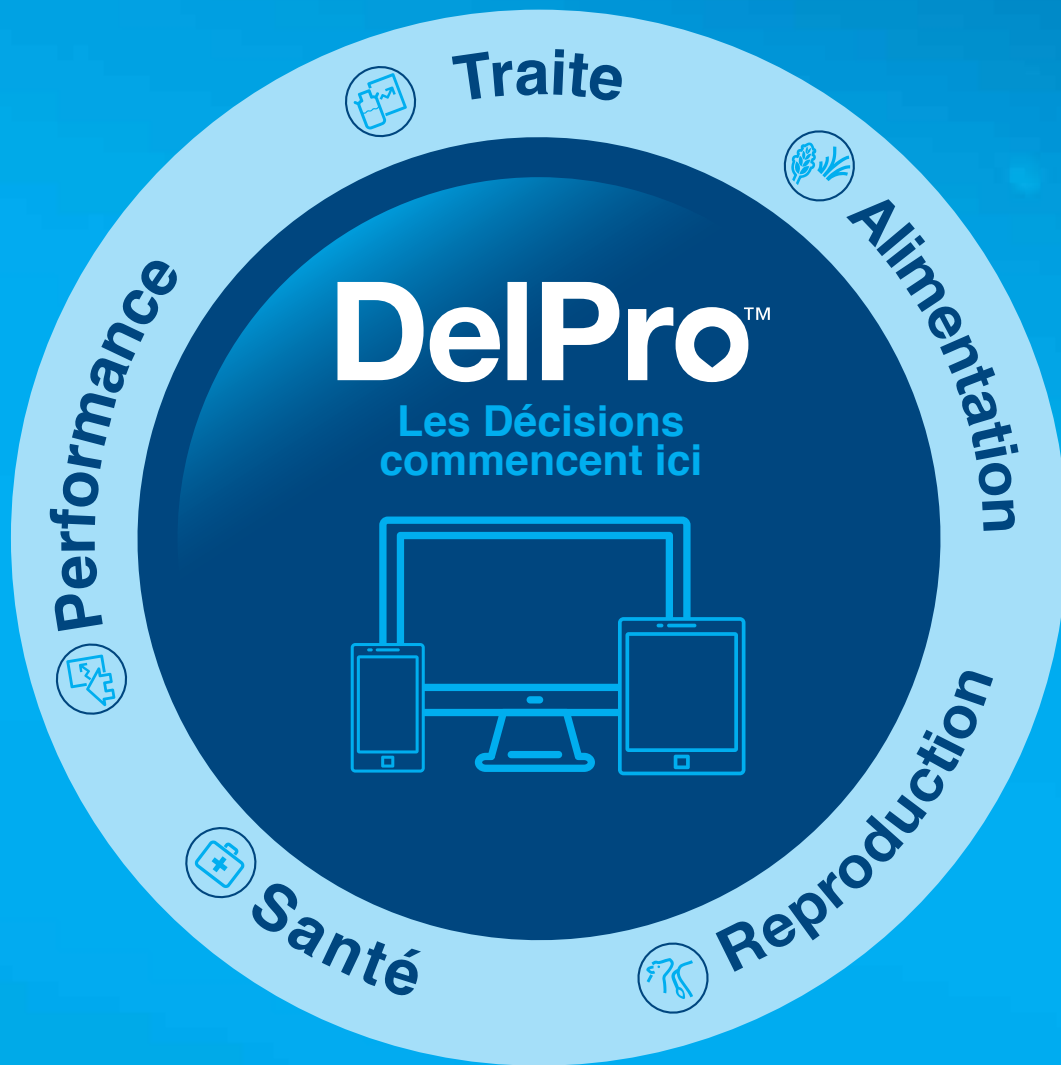 Traite
Alimentation
Reproduction
Santé
Performance
DelPro™
Les Décisions
commencent ici